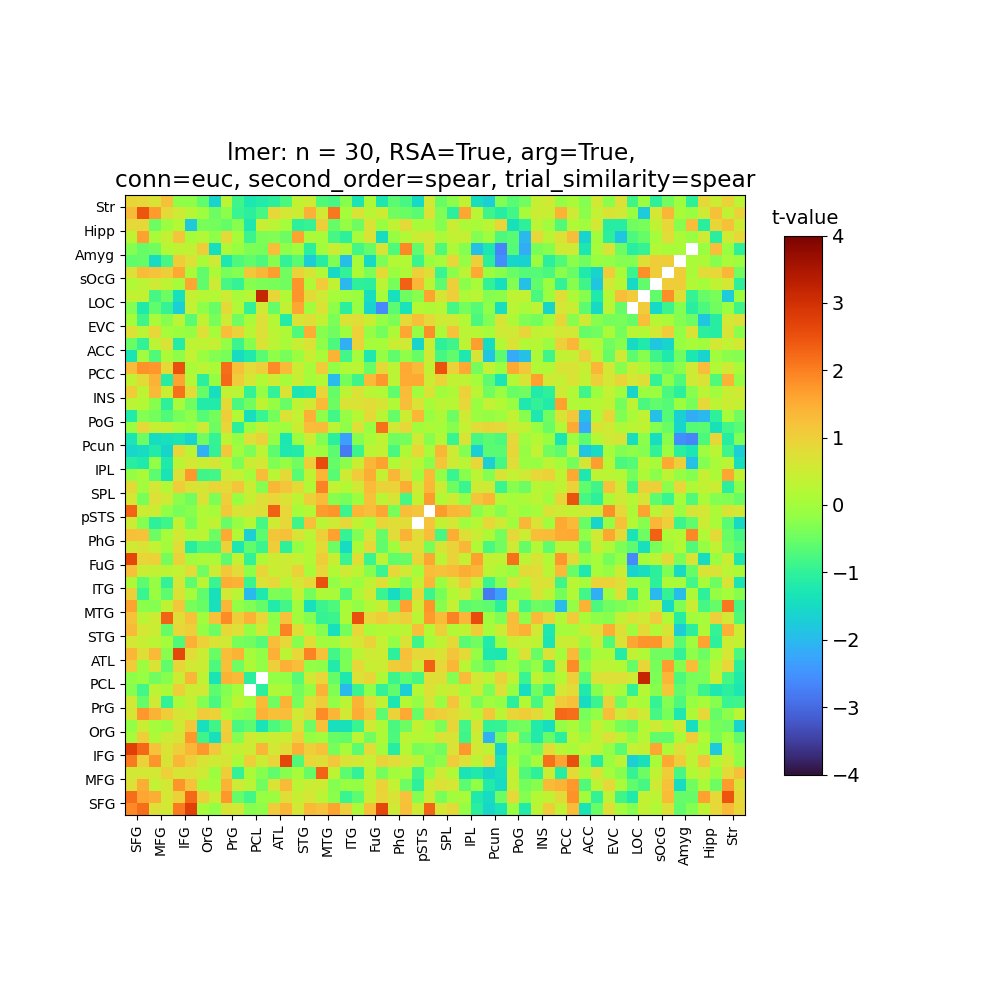 lmer: n = 30, RSA=True, arg=True,
conn=euc, second_order=spear, trial_similarity=spear
t-value
Str
Hipp
Amyg
sOcG
LOC
EVC
ACC
PCC
INS
PoG
Pcun
IPL
SPL
pSTS
PhG
FuG
ITG
MTG
STG
ATL
PCL
PrG
OrG
IFG
MFG
SFG
4
3
2
1
0
−1
−2
−3
−4
SFG MFG IFG OrG PrG PCL ATL STG MTG ITG FuG PhG pSTS SPL IPL Pcun PoG INS PCC ACC EVC LOC sOcG Amyg Hipp Str